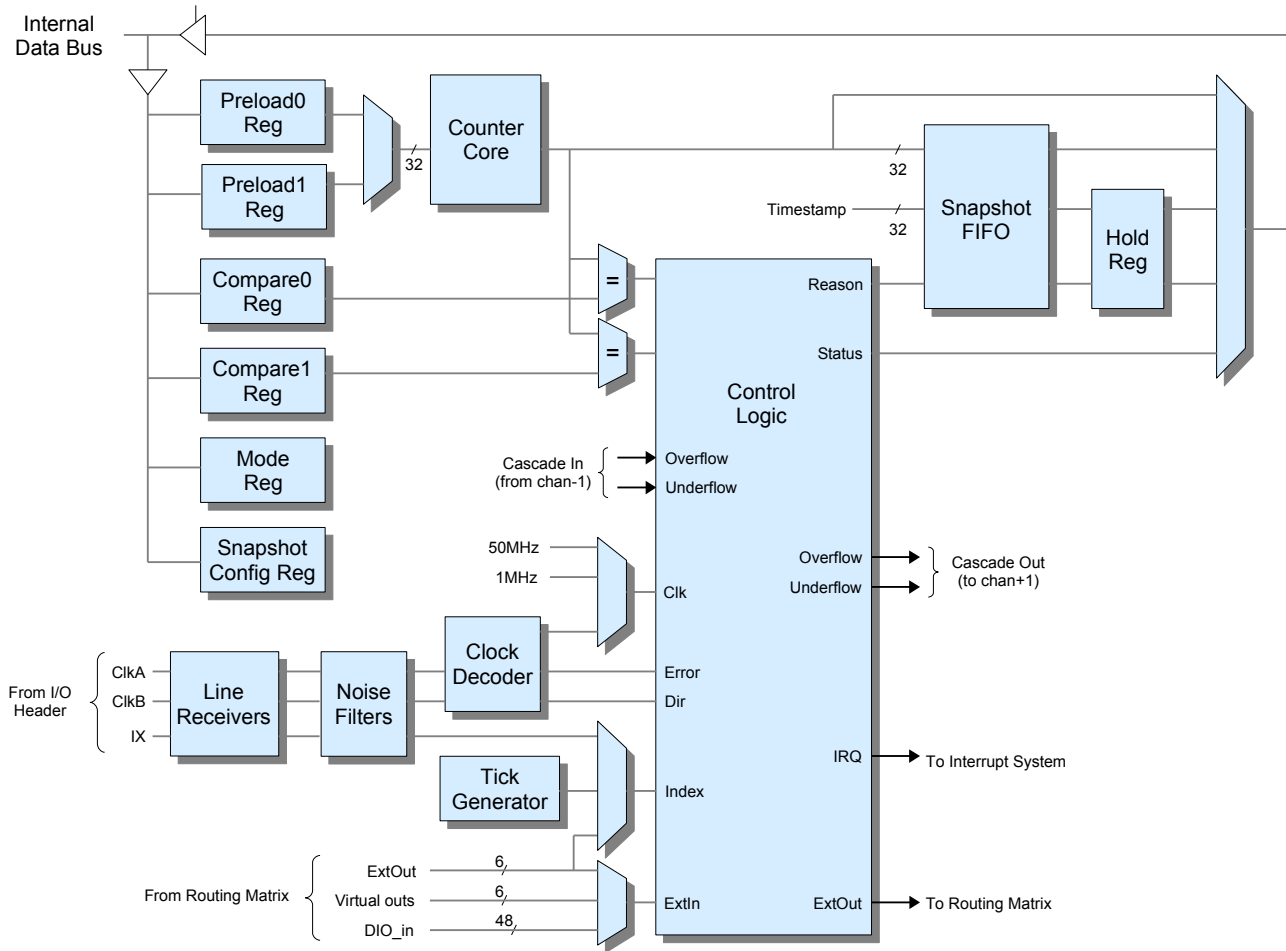 Internal
Data Bus
Preload0
Reg
Preload1
Reg
Compare0
Reg
Compare1
Reg
Mode
Reg
Snapshot
Config Reg
32
Counter
Core
32
Timestamp
32
Snapshot
FIFO
Hold
Reg
=
=
Reason
Status
Control
Logic
Cascade In
(from chan-1)
Overflow
Underflow
50MHz
1MHz
Clk
Overflow
Underflow
Cascade Out
(to chan+1)
From I/O
Header
ClkA
ClkB
IX
Line
Receivers
Noise
Filters
Clock
Decoder
Error
Dir
Tick
Generator
Index
IRQ
To Interrupt System
From Routing Matrix
ExtOut
6
Virtual outs
6
DIO_in
48
ExtIn
ExtOut
To Routing Matrix